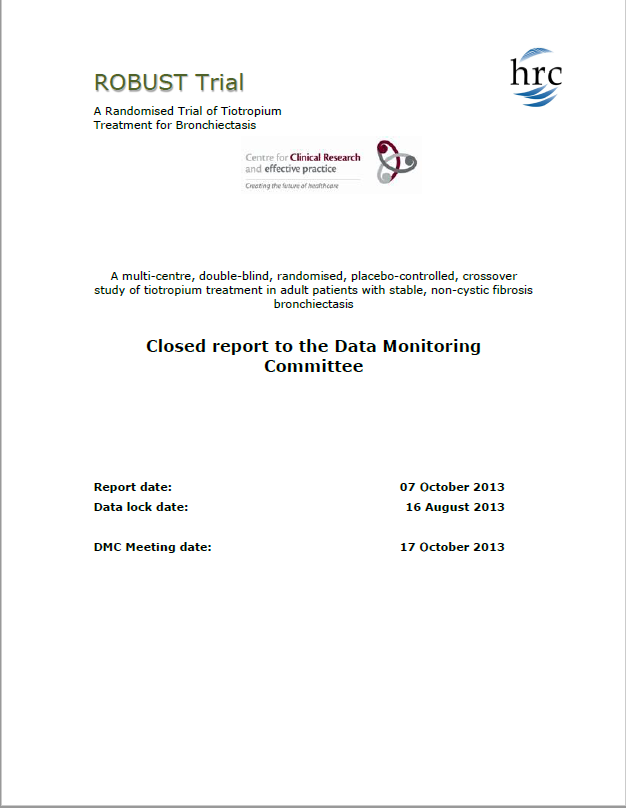 hrc
ROBUST Trial
A Randomised Trial of Tiotropium
Treatment for Bronchiectasis
Centre for Clinical Research
and effective practice
Creating the future of healthcare
A multi-centre, double-blind, randomised, placebo-controlled, crossover
study of tiotropium treatment in adult patients with stable, non-cystic fibrosis
bronchiectasis
Closed report to the Data Monitoring
Committee
Report date: 07 October 2013
Data lock date: 16 August 2013
DMC Meeting date: 17 October 2013